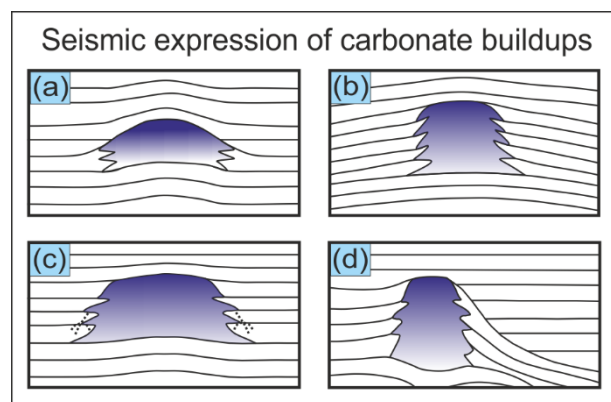 Seismic expression of carbonate buildups
(a)
(b)
(c)
(d)